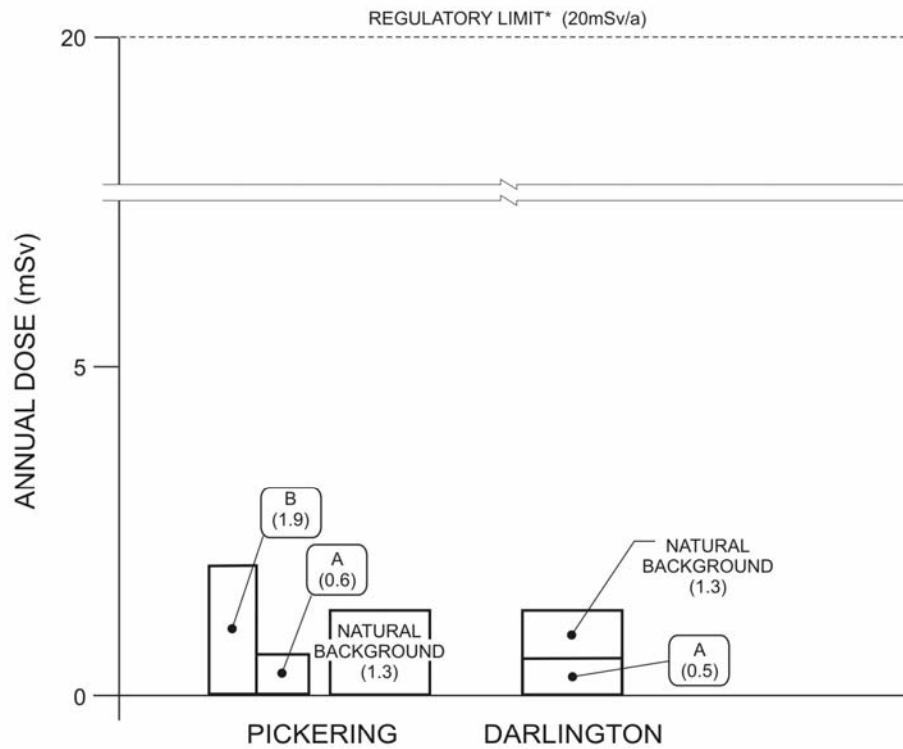 REGULATORY LIMIT* (20mSv/a)
20
ANNUAL DOSE (mSv)
5
B
(1.9)
A
(0.6)
NATURAL
BACKGROUND
(1.3)
NATURAL
BACKGROUND
(1.3)
A
(0.5)
0
PICKERING
DARLINGTON